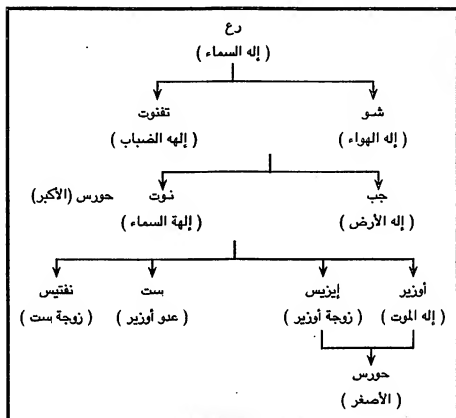 رع
( إله السماء )
شو تفنوت
( إله الهواء ) ( إلهه الضباب )
جب نوت حورس (الأكبر)
( إله الأرض ) ( إلهة السماء )
أوزير إيزيس ست نفتيس
( إله الموت ) ( زوجة أوزير ) ( عدو أوزير ) ( زوجة ست )
حورس
( الأصغر )